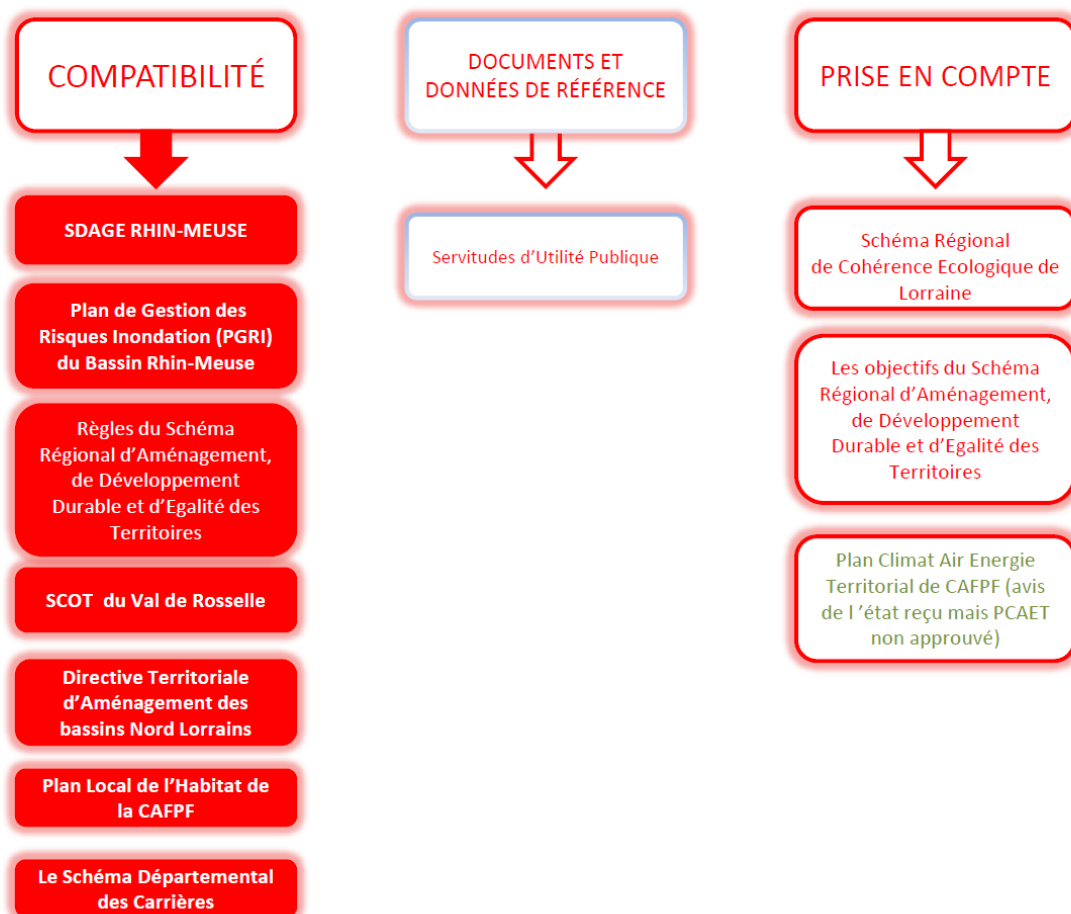 COMPATIBILITÉ
SDAGE RHIN-MEUSE
Plan de Gestion des
Risques Inondation (PGRI)
du Bassin Rhin-Meuse
Règles du Schéma
Régional d’Aménagement,
de Développement
Durable et d’Egalité des
Territoires
SCOT du Val de Rosselle
Directive Territoriale
d’Aménagement des
bassins Nord Lorrains
Plan Local de l’Habitat de
la CAFPF
Le Schéma Départemental
des Carrières
DOCUMENTS ET
DONNÉES DE RÉFÉRENCE
Servitudes d’Utilité Publique
PRISE EN COMPTE
Schéma Régional
de Cohérence Ecologique de
Lorraine
Les objectifs du Schéma
Régional d’Aménagement,
de Développement
Durable et d’Egalité des
Territoires
Plan Climat Air Energie
Territorial de CAFPF (avis
de l ’état reçu mais PCAET
non approuvé)